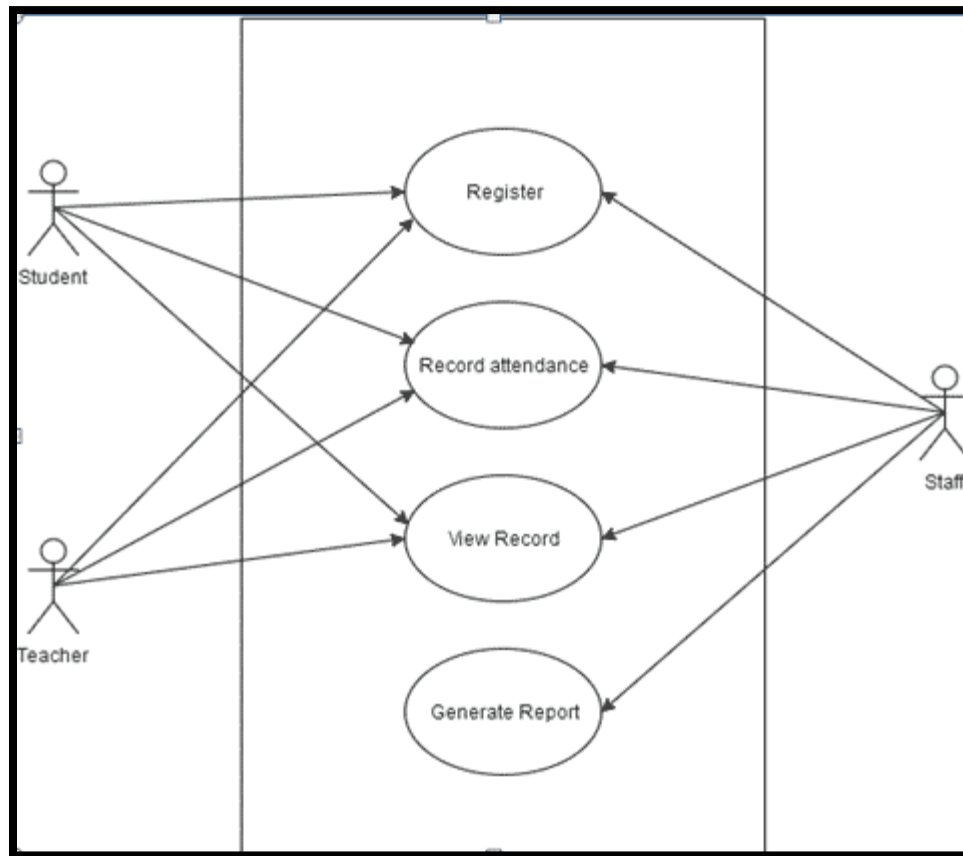 Register
Student
Record attendance
Staff
View Record
Teacher
Generate Report